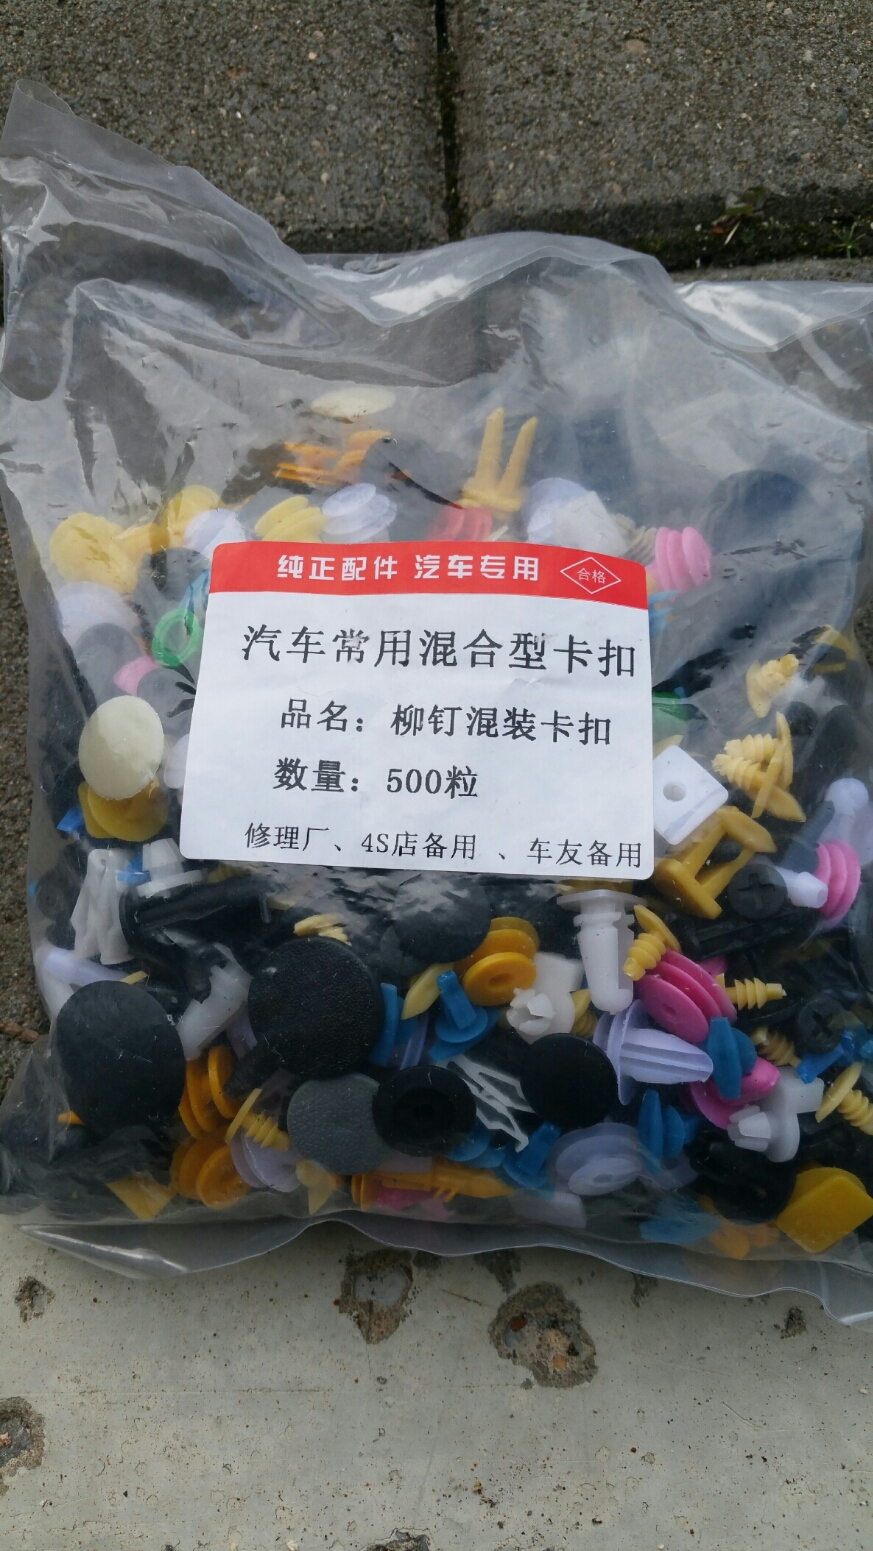 纯正配件 汽车专用 合格
汽车常用混合型卡扣
品名：柳钉混装卡扣
数量：500粒
修理厂、4S店备用 、车友备用